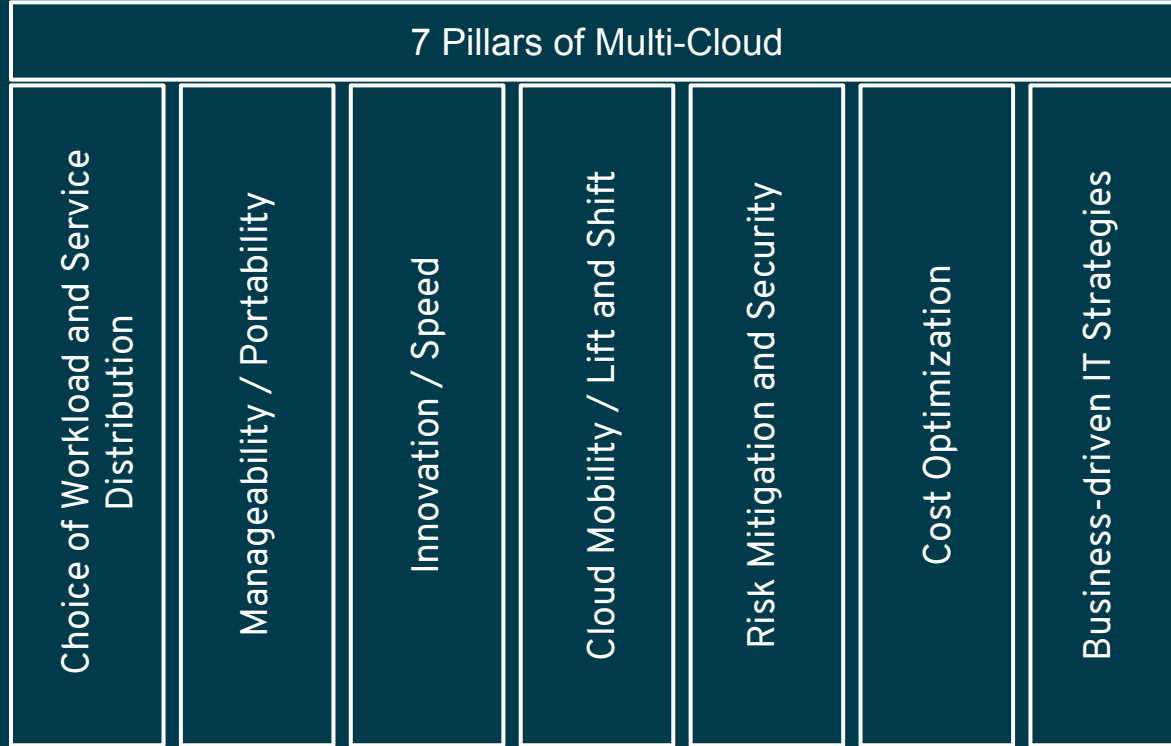 7 Pillars of Multi-Cloud
Choice of Workload and Service
Distribution
Manageability / Portability
Innovation / Speed
Cloud Mobility / Lift and Shift
Risk Mitigation and Security
Cost Optimization
Business-driven IT Strategies